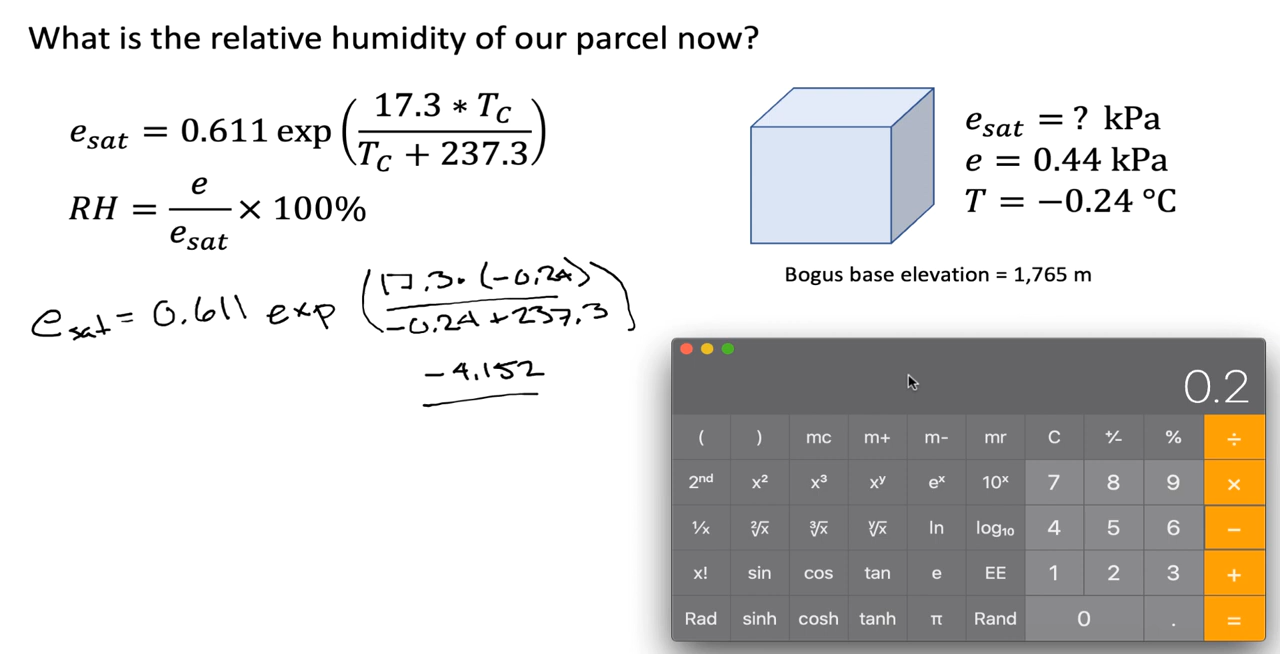 What is the relative humidity of our parcel now?
e_sat = 0.611 exp((17.3 ∗ T_C)/(T_C + 237.3))
RH = e/e_sat × 100%
e_sat = 0.611 exp((17.3·(-0.24))/(-0.24+237.3))
-4.152
e_sat = ? kPa
e = 0.44 kPa
T = −0.24 °C
Bogus base elevation = 1,765 m
0.2
( ) mc m+ m- mr C +/- % ÷
2nd x² x³ xʸ eˣ 10ˣ 7 8 9 ×
1/x ²√x ³√x ʸ√x ln log₁₀ 4 5 6 −
x! sin cos tan e EE 1 2 3 +
Rad sinh cosh tanh π Rand 0 . =